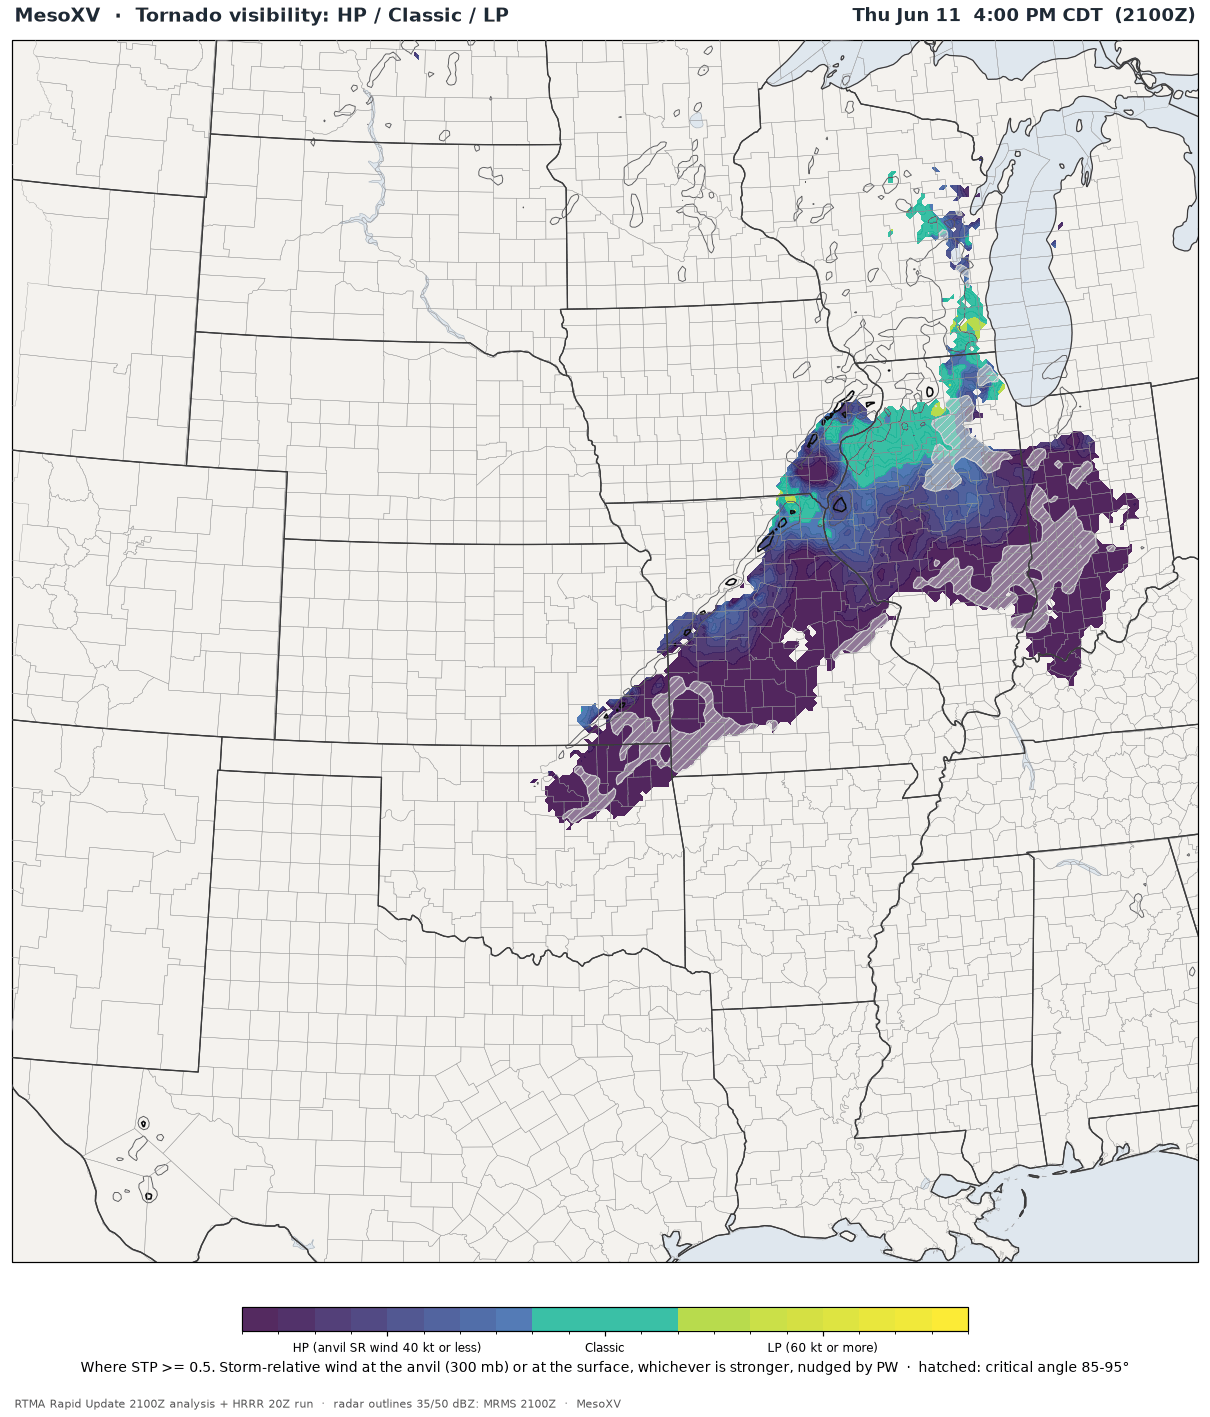 MesoXV · Tornado visibility: HP / Classic / LP
Thu Jun 11 4:00 PM CDT (2100Z)
HP (anvil SR wind 40 kt or less)
Classic
LP (60 kt or more)
Where STP >= 0.5. Storm-relative wind at the anvil (300 mb) or at the surface, whichever is stronger, nudged by PW · hatched: critical angle 85-95°
RTMA Rapid Update 2100Z analysis + HRRR 20Z run · radar outlines 35/50 dBZ: MRMS 2100Z · MesoXV